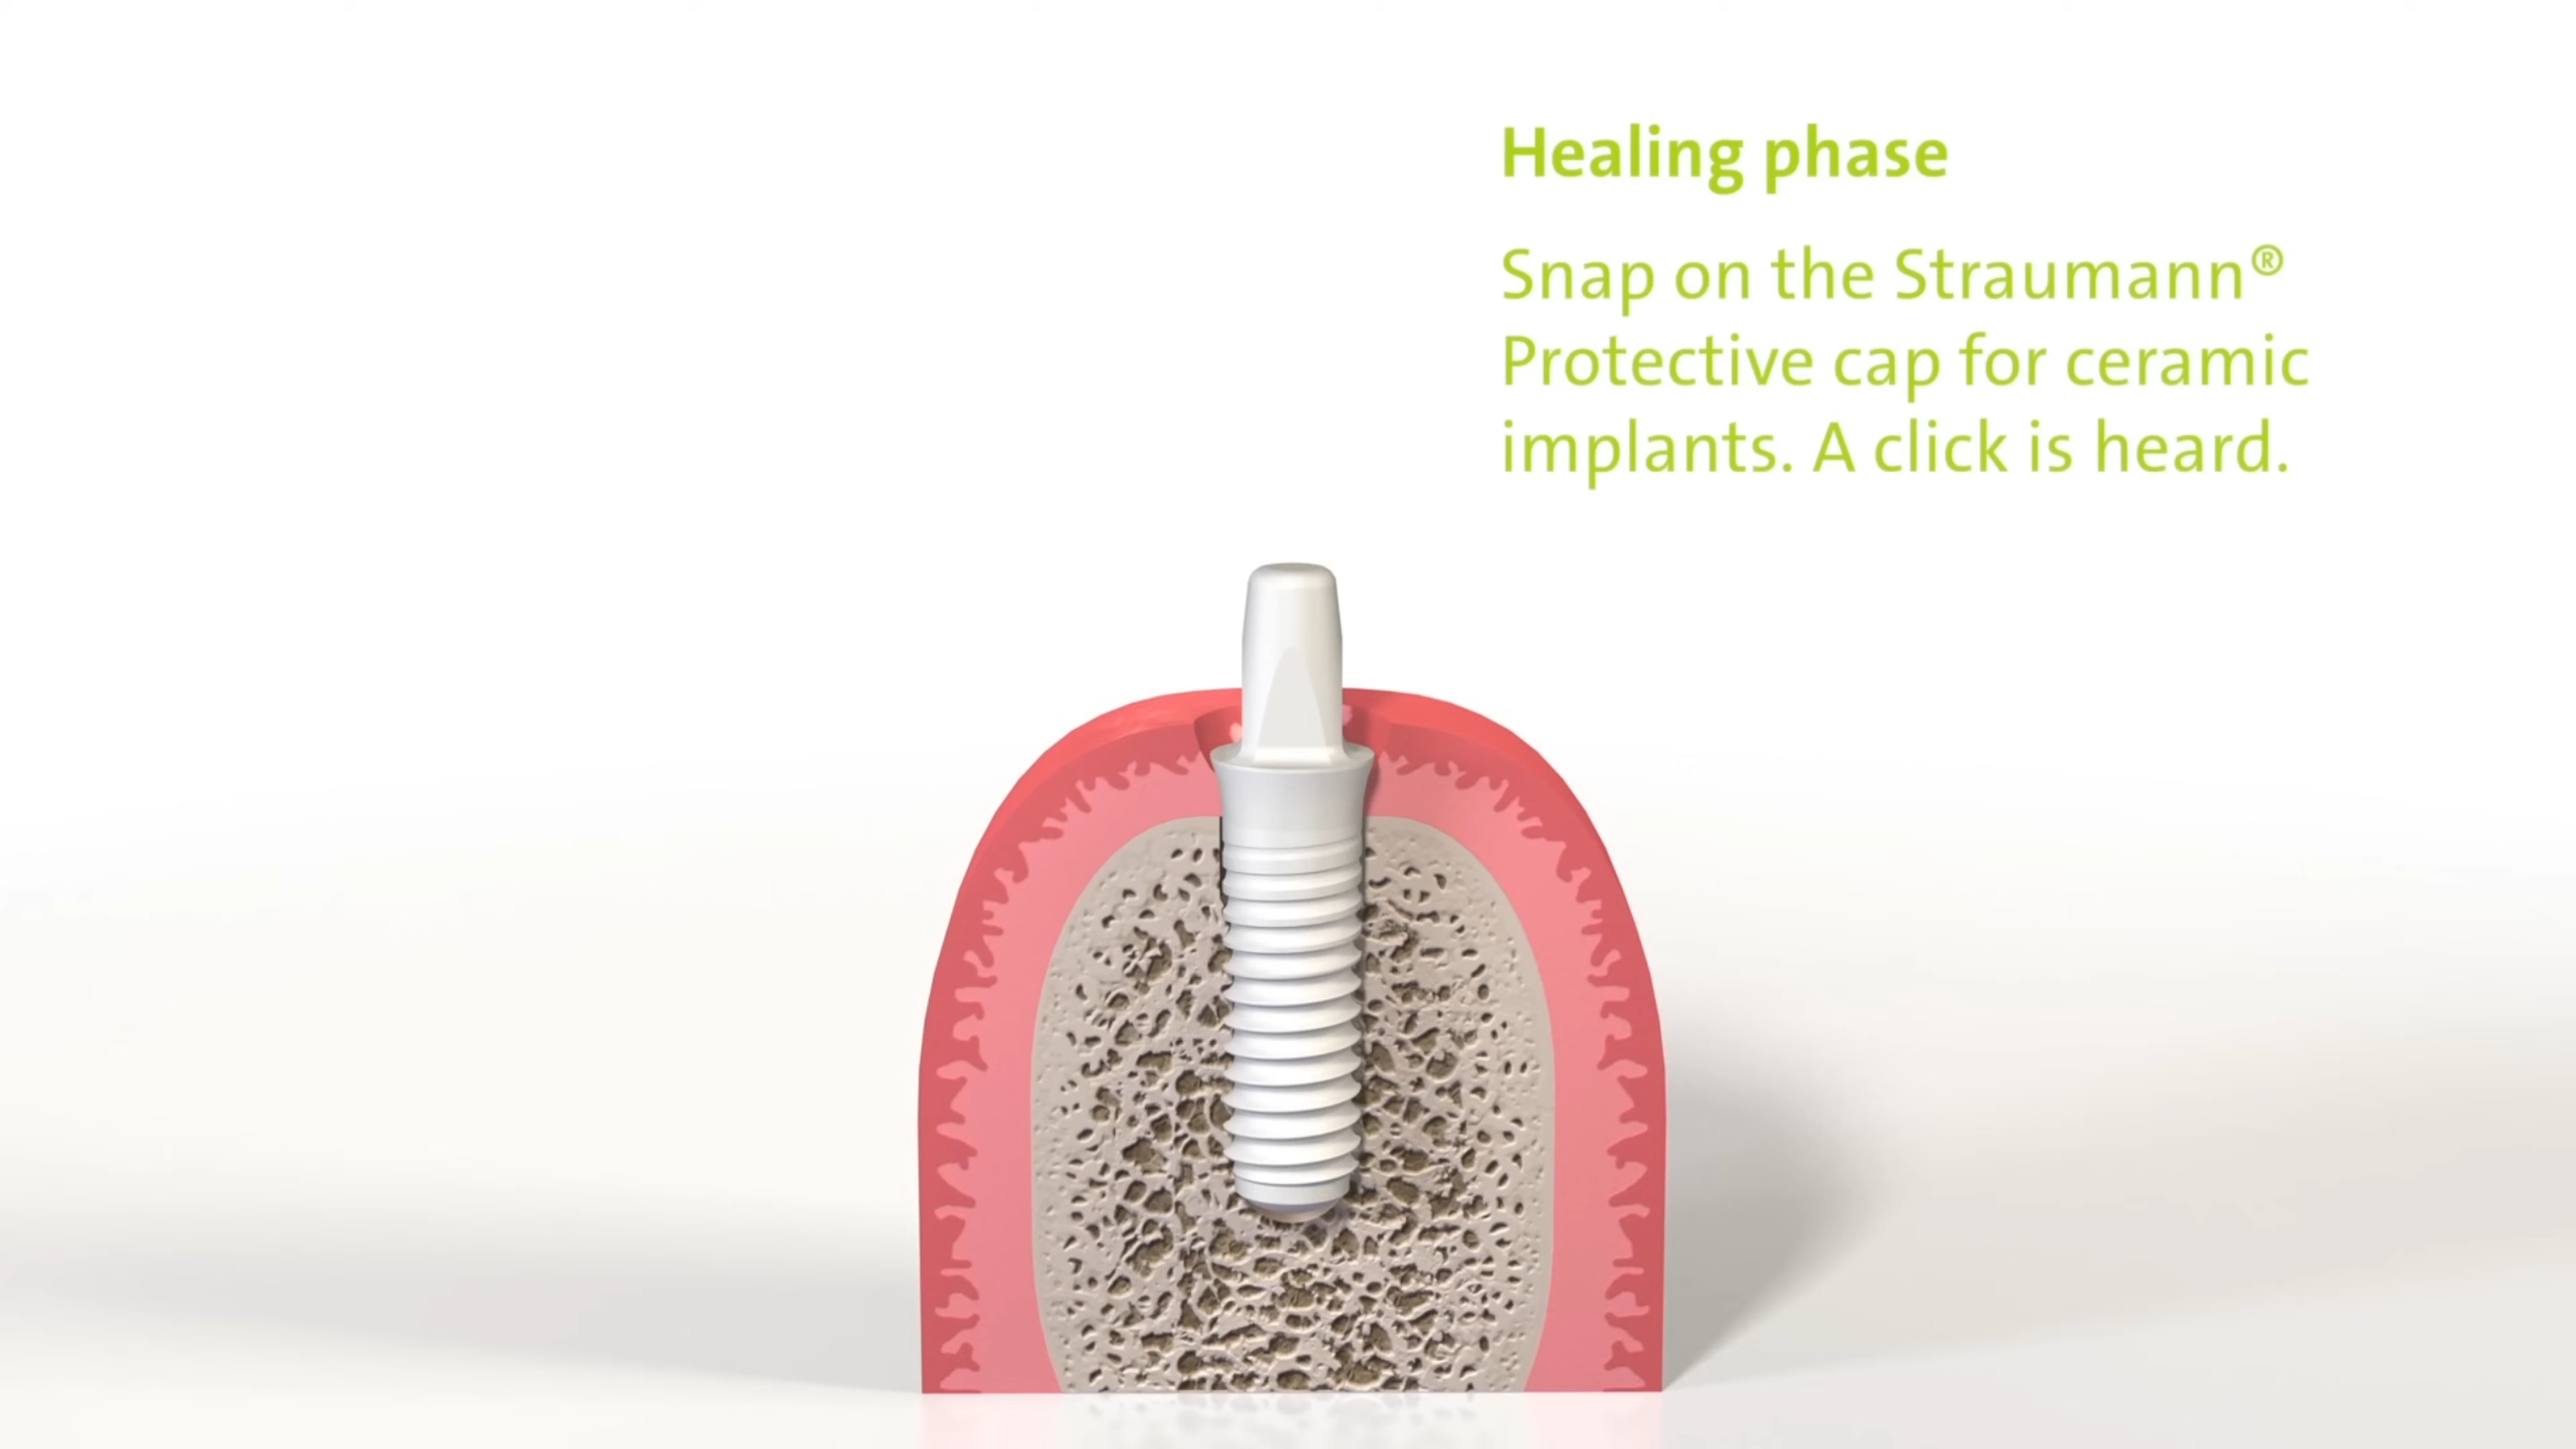 Healing phase
Snap on the Straumann®
Protective cap for ceramic
implants. A click is heard.